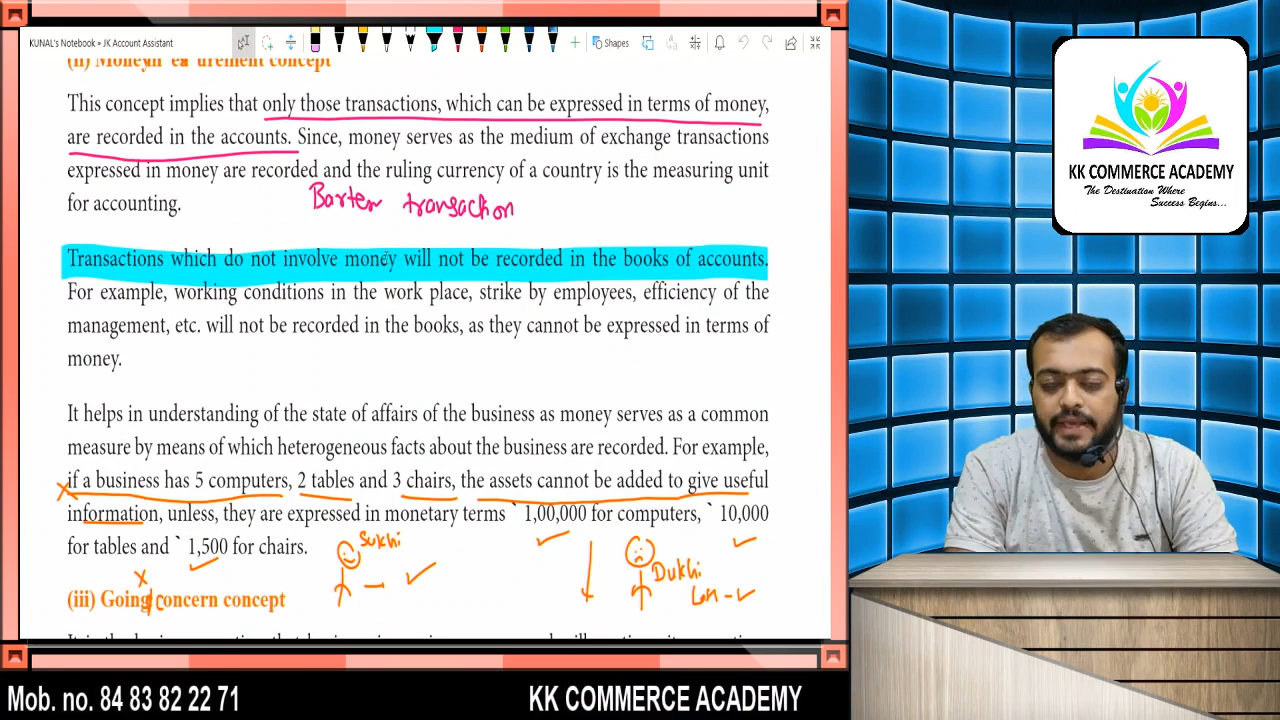 KUNAL's Notebook » JK Account Assistant
Shapes
(ii) Money concept
This concept implies that only those transactions, which can be expressed in terms of money,
are recorded in the accounts. Since, money serves as the medium of exchange transactions
expressed in money are recorded and the ruling currency of a country is the measuring unit
for accounting.
Barter transaction
Transactions which do not involve money will not be recorded in the books of accounts.
For example, working conditions in the work place, strike by employees, efficiency of the
management, etc. will not be recorded in the books, as they cannot be expressed in terms of
money.
It helps in understanding of the state of affairs of the business as money serves as a common
measure by means of which heterogeneous facts about the business are recorded. For example,
if a business has 5 computers, 2 tables and 3 chairs, the assets cannot be added to give useful
information, unless, they are expressed in monetary terms ` 1,00,000 for computers, ` 10,000
for tables and ` 1,500 for chairs.
Sukhi
Dukhi
(iii) Going concern concept
KK COMMERCE ACADEMY
The Destination Where
Success Begins...
Mob. no. 84 83 82 22 71
KK COMMERCE ACADEMY